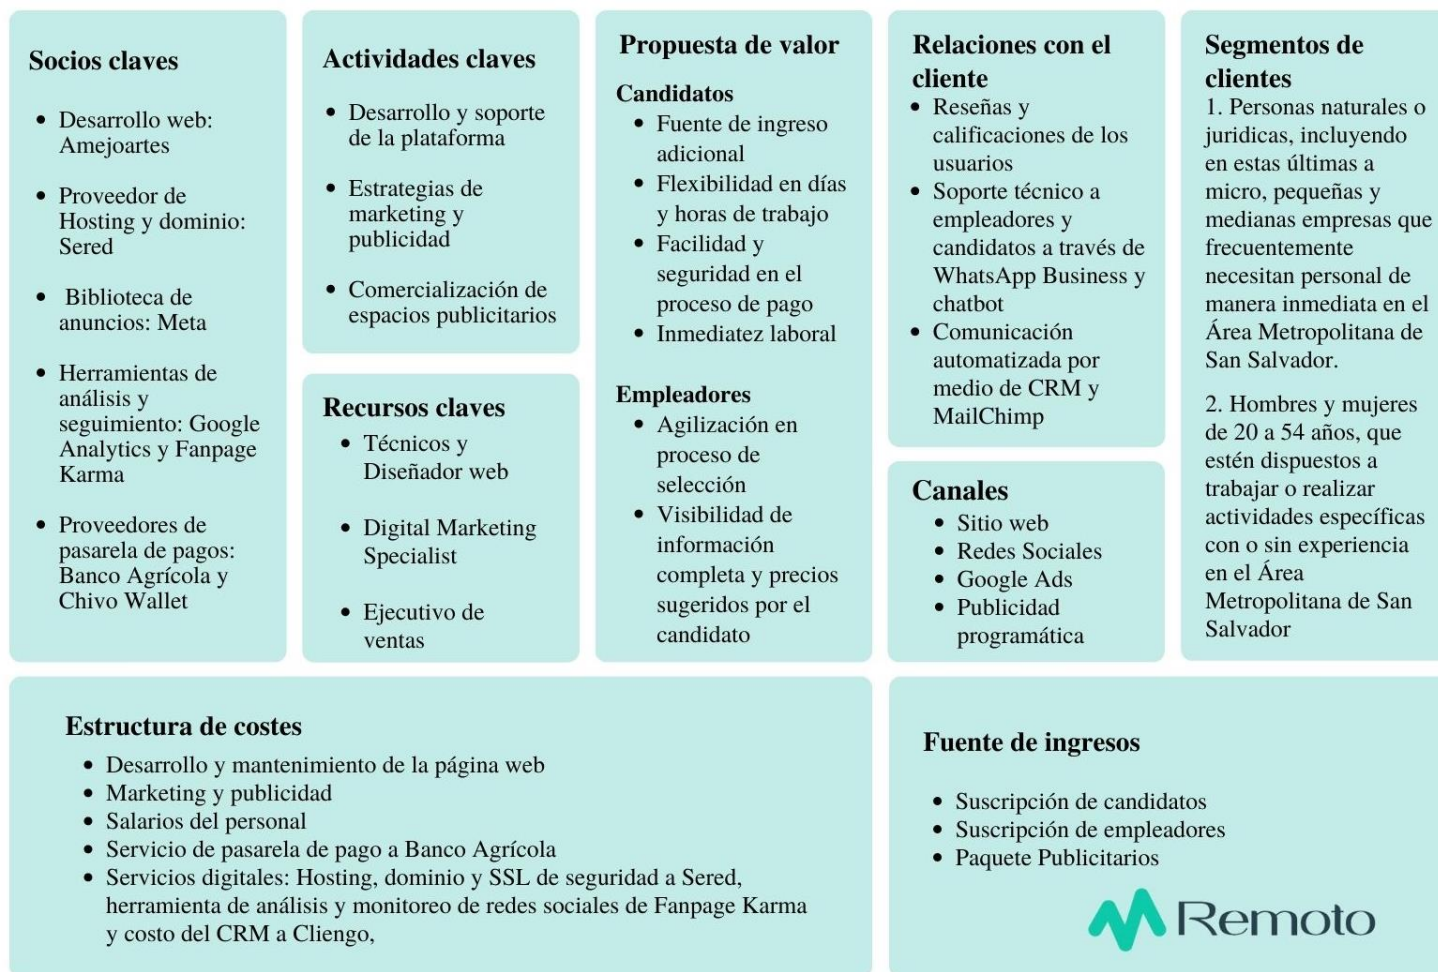 Socios claves
Desarrollo web:
Amejoartes
Proveedor de
Hosting y dominio:
Sered
Biblioteca de
anuncios: Meta
Herramientas de
análisis y
seguimiento: Google
Analytics y Fanpage
Karma
Proveedores de
pasarela de pagos:
Banco Agrícola y
Chivo Wallet
Actividades claves
Desarrollo y soporte
de la plataforma
Estrategias de
marketing y
publicidad
Comercialización de
espacios publicitarios
Recursos claves
Técnicos y
Diseñador web
Digital Marketing
Specialist
Ejecutivo de
ventas
Propuesta de valor
Candidatos
Fuente de ingreso
adicional
Flexibilidad en días
y horas de trabajo
Facilidad y
seguridad en el
proceso de pago
Inmediatez laboral
Empleadores
Agilización en
proceso de
selección
Visibilidad de
información
completa y precios
sugeridos por el
candidato
Relaciones con el
cliente
Reseñas y
calificaciones de los
usuarios
Soporte técnico a
empleadores y
candidatos a través de
WhatsApp Business y
chatbot
Comunicación
automatizada por
medio de CRM y
MailChimp
Canales
Sitio web
Redes Sociales
Google Ads
Publicidad
programática
Segmentos de
clientes
1. Personas naturales o
juridicas, incluyendo
en estas últimas a
micro, pequeñas y
medianas empresas que
frecuentemente
necesitan personal de
manera inmediata en el
Área Metropolitana de
San Salvador.
2. Hombres y mujeres
de 20 a 54 años, que
estén dispuestos a
trabajar o realizar
actividades específicas
con o sin experiencia
en el Área
Metropolitana de San
Salvador
Estructura de costes
Desarrollo y mantenimiento de la página web
Marketing y publicidad
Salarios del personal
Servicio de pasarela de pago a Banco Agrícola
Servicios digitales: Hosting, dominio y SSL de seguridad a Sered,
herramienta de análisis y monitoreo de redes sociales de Fanpage Karma
y costo del CRM a Cliengo,
Fuente de ingresos
Suscripción de candidatos
Suscripción de empleadores
Paquete Publicitarios
Remoto